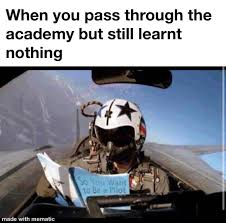 When you pass through the
academy but still learnt
nothing
So You Want
to Be a Pilot
made with mematic